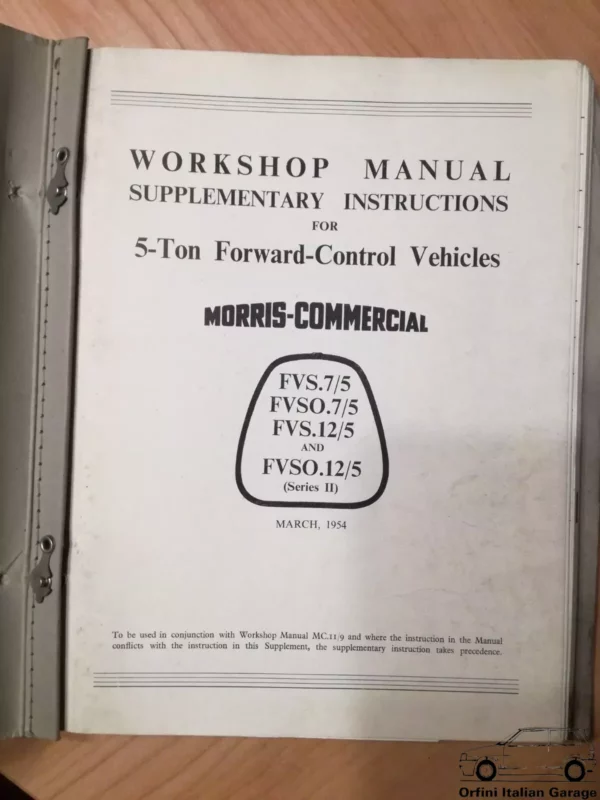 WORKSHOP MANUAL
SUPPLEMENTARY INSTRUCTIONS
FOR
5-Ton Forward-Control Vehicles
MORRIS-COMMERCIAL
FVS.7/5
FVSO.7/5
FVS.12/5
AND
FVSO.12/5
(Series II)
MARCH, 1954
To be used in conjunction with Workshop Manual MC.11/9 and where the instruction in the Manual
conflicts with the instruction in this Supplement, the supplementary instruction takes precedence.
Orfini Italian Garage